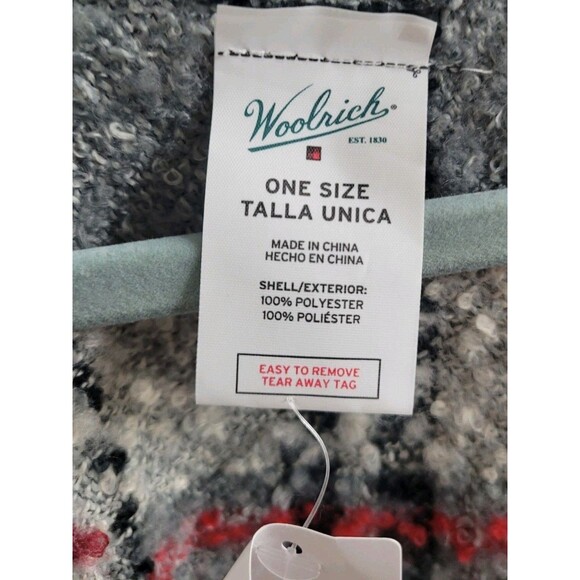 Woolrich®
EST. 1830
ONE SIZE
TALLA UNICA
MADE IN CHINA
HECHO EN CHINA
SHELL/EXTERIOR:
100% POLYESTER
100% POLIÉSTER
EASY TO REMOVE
TEAR AWAY TAG